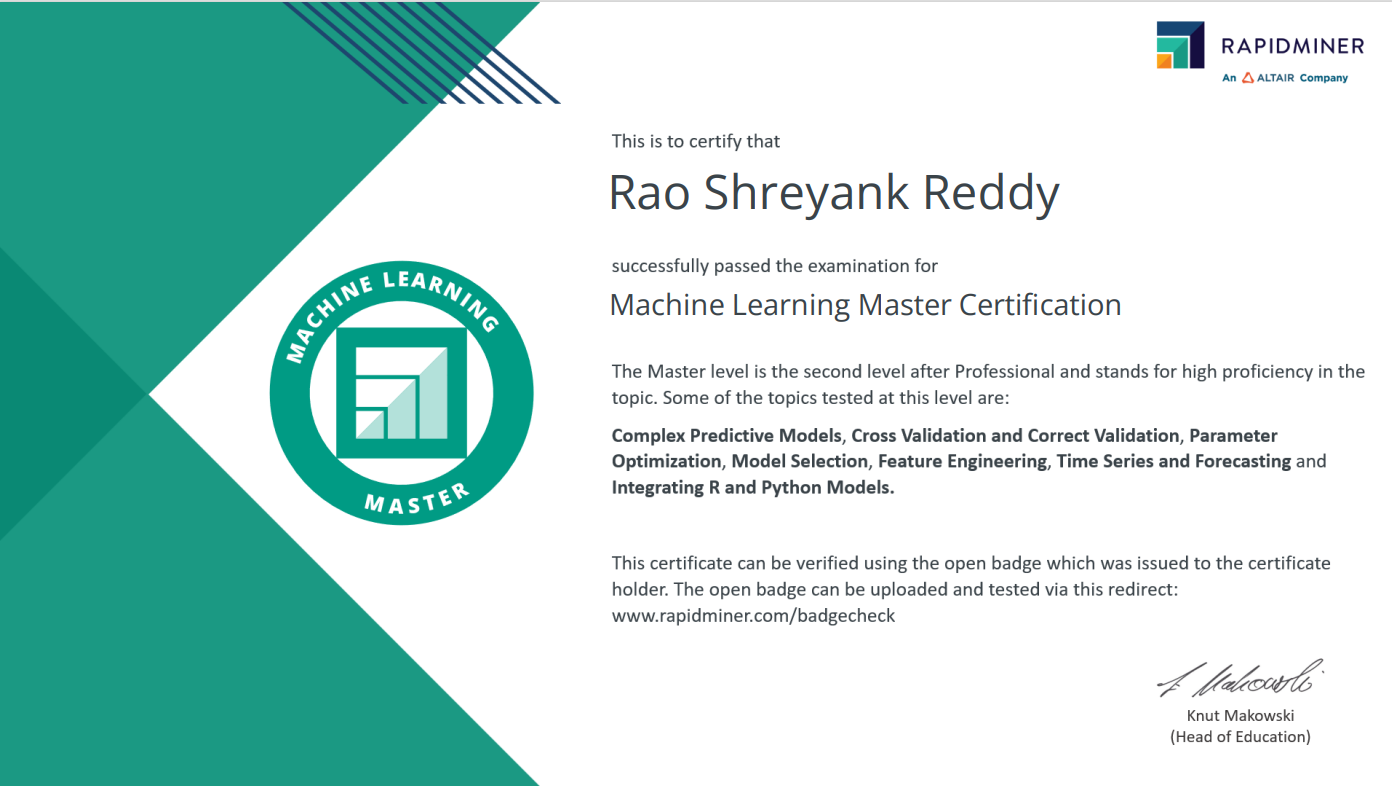 RAPIDMINER
An ALTAIR Company
This is to certify that
Rao Shreyank Reddy
successfully passed the examination for
Machine Learning Master Certification
MACHINE LEARNING
MASTER
The Master level is the second level after Professional and stands for high proficiency in the
topic. Some of the topics tested at this level are:
Complex Predictive Models, Cross Validation and Correct Validation, Parameter
Optimization, Model Selection, Feature Engineering, Time Series and Forecasting and
Integrating R and Python Models.
This certificate can be verified using the open badge which was issued to the certificate
holder. The open badge can be uploaded and tested via this redirect:
www.rapidminer.com/badgecheck
Knut Makowski
(Head of Education)